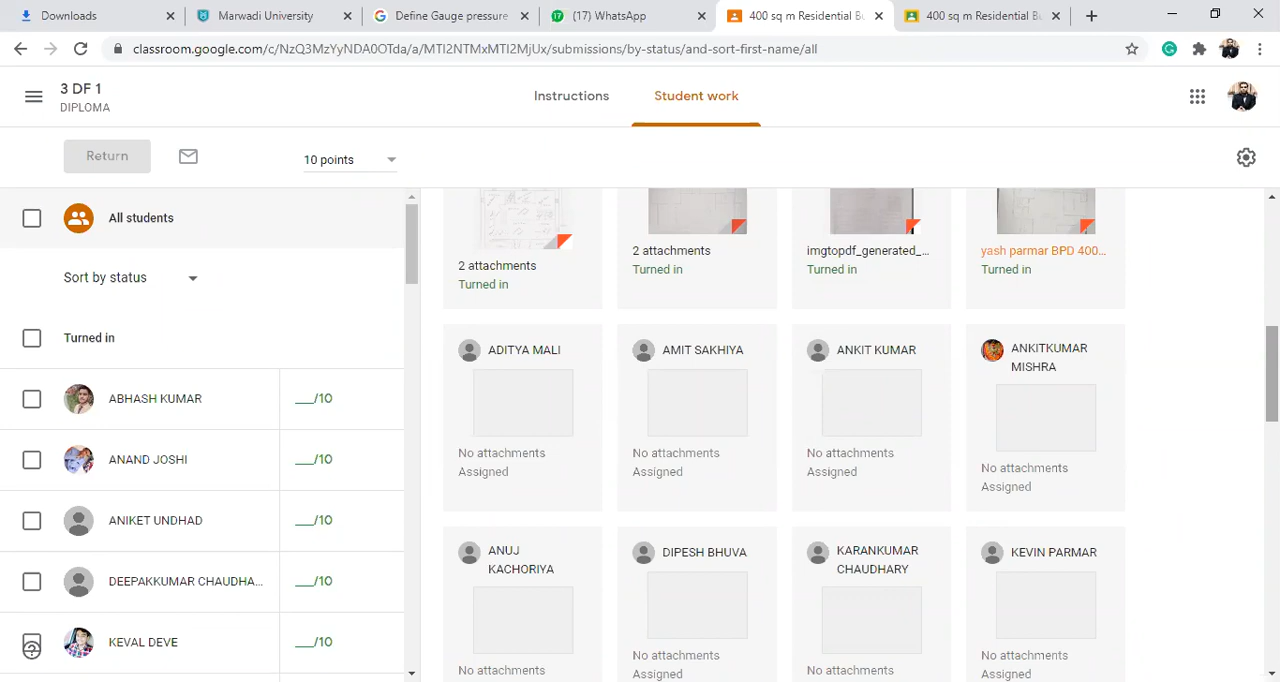 Downloads
Marwadi University
Define Gauge pressure
(17) WhatsApp
400 sq m Residential Bu
400 sq m Residential B
classroom.google.com/c/NzQ3MzYyNDA0OTda/a/MTI2NTMxMTI2MjUx/submissions/by-status/and-sort-first-name/all
3 DF 1
DIPLOMA
Instructions
Student work
Return
10 points
All students
Sort by status
Turned in
ABHASH KUMAR
__/10
ANAND JOSHI
__/10
ANIKET UNDHAD
__/10
DEEPAKKUMAR CHAUDHA...
__/10
KEVAL DEVE
__/10
2 attachments
Turned in
2 attachments
Turned in
imgtopdf_generated_...
Turned in
yash parmar BPD 400...
Turned in
ADITYA MALI
No attachments
Assigned
AMIT SAKHIYA
No attachments
Assigned
ANKIT KUMAR
No attachments
Assigned
ANKITKUMAR
MISHRA
No attachments
Assigned
ANUJ
KACHORIYA
No attachments
DIPESH BHUVA
No attachments
Assigned
KARANKUMAR
CHAUDHARY
No attachments
KEVIN PARMAR
No attachments
Assigned